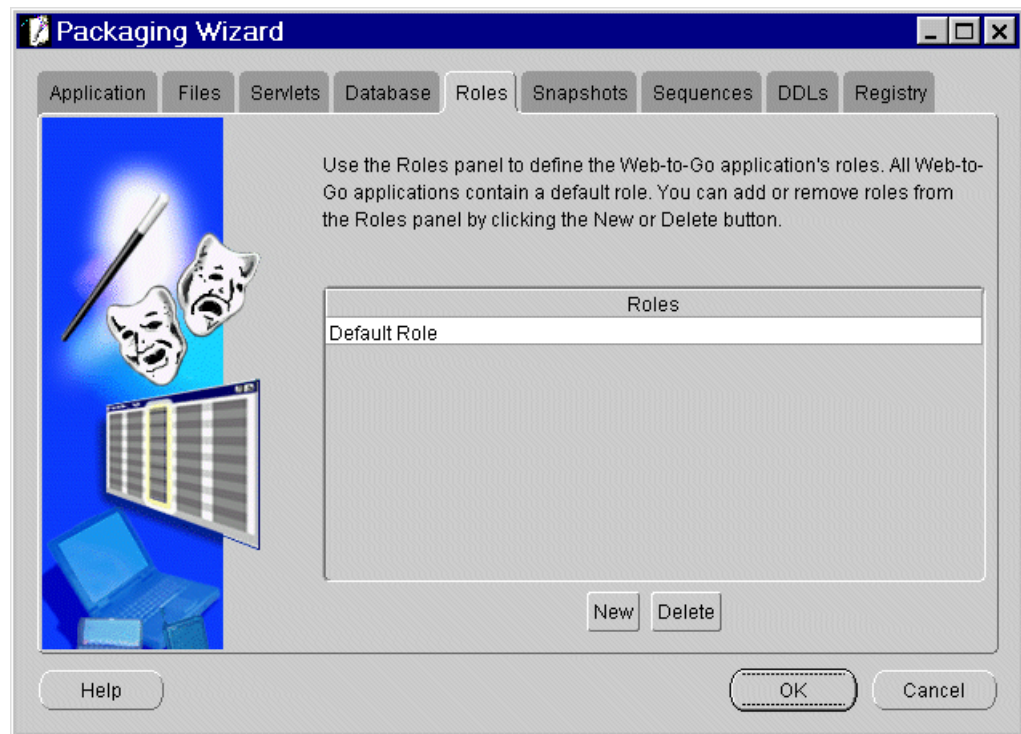 Packaging Wizard
Application Files Servlets Database Roles Snapshots Sequences DDLs Registry
Use the Roles panel to define the Web-to-Go application's roles. All Web-to-
Go applications contain a default role. You can add or remove roles from
the Roles panel by clicking the New or Delete button.
Roles
Default Role
New Delete
Help OK Cancel